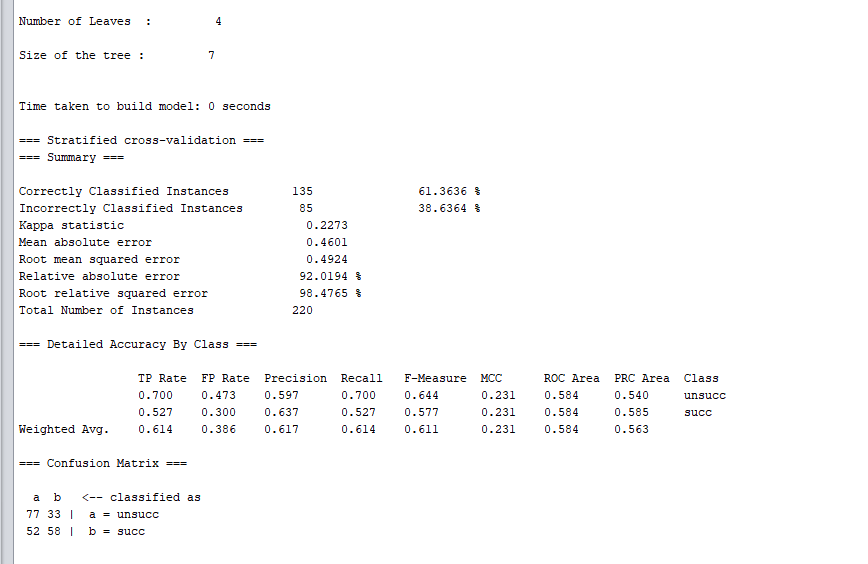 Number of Leaves  :         4
Size of the tree :         7
Time taken to build model: 0 seconds
=== Stratified cross-validation ===
=== Summary ===
Correctly Classified Instances         135               61.3636 %
Incorrectly Classified Instances        85               38.6364 %
Kappa statistic                          0.2273
Mean absolute error                      0.4601
Root mean squared error                  0.4924
Relative absolute error                 92.0194 %
Root relative squared error             98.4765 %
Total Number of Instances              220
=== Detailed Accuracy By Class ===
                 TP Rate  FP Rate  Precision  Recall   F-Measure  MCC      ROC Area  PRC Area  Class
                 0.700    0.473    0.597      0.700    0.644      0.231    0.584     0.540     unsucc
                 0.527    0.300    0.637      0.527    0.577      0.231    0.584     0.585     succ
Weighted Avg.    0.614    0.386    0.617      0.614    0.611      0.231    0.584     0.563
=== Confusion Matrix ===
  a  b   <-- classified as
 77 33 |  a = unsucc
 52 58 |  b = succ